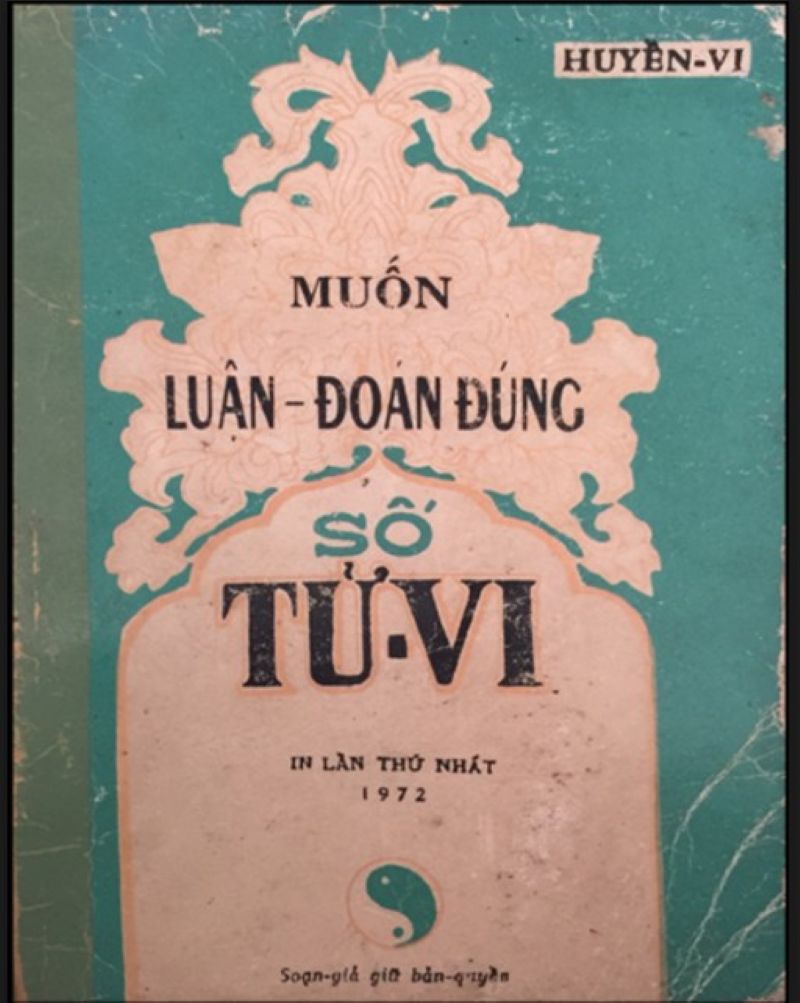 HUYỀN-VI
MUỐN
LUẬN-ĐOÁN ĐÚNG
SỐ
TỬ-VI
IN LẦN THỨ NHẤT
1972
Soạn-giả giữ bản-quyền